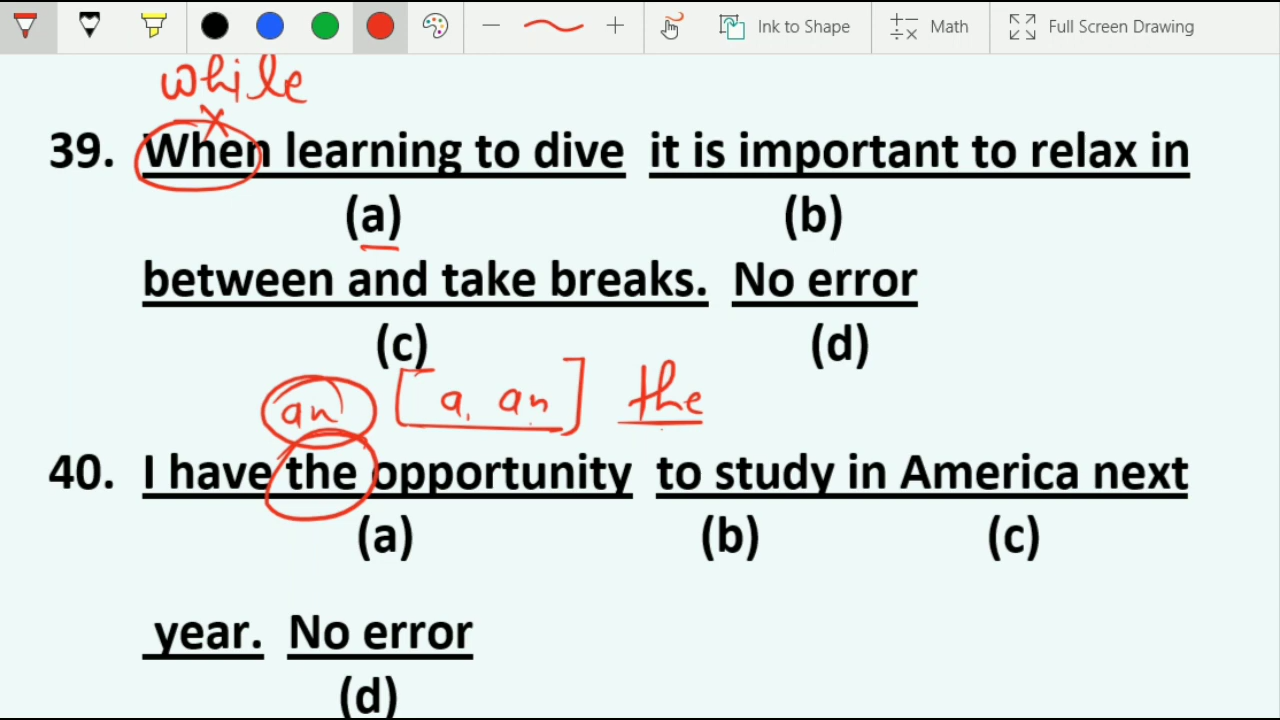 Ink to Shape Math Full Screen Drawing
while
39. When learning to dive it is important to relax in
(a) (b)
between and take breaks. No error
(c) (d)
an [a, an] the
40. I have the opportunity to study in America next
(a) (b) (c)
year. No error
(d)